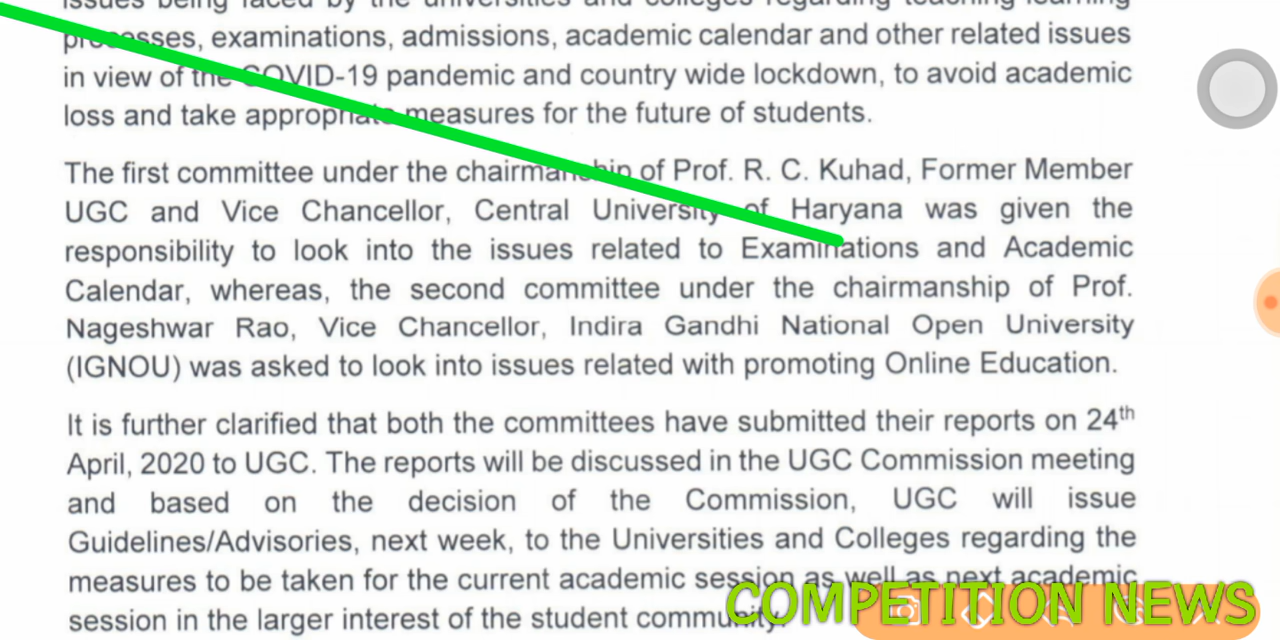 issues being faced by the universities and colleges regarding teaching learning
processes, examinations, admissions, academic calendar and other related issues
in view of the COVID-19 pandemic and country wide lockdown, to avoid academic
loss and take appropriate measures for the future of students.
The first committee under the chairmanship of Prof. R. C. Kuhad, Former Member
UGC and Vice Chancellor, Central University of Haryana was given the
responsibility to look into the issues related to Examinations and Academic
Calendar, whereas, the second committee under the chairmanship of Prof.
Nageshwar Rao, Vice Chancellor, Indira Gandhi National Open University
(IGNOU) was asked to look into issues related with promoting Online Education.
It is further clarified that both the committees have submitted their reports on 24th
April, 2020 to UGC. The reports will be discussed in the UGC Commission meeting
and based on the decision of the Commission, UGC will issue
Guidelines/Advisories, next week, to the Universities and Colleges regarding the
measures to be taken for the current academic session as well as next academic
session in the larger interest of the student community.
COMPETITION NEWS